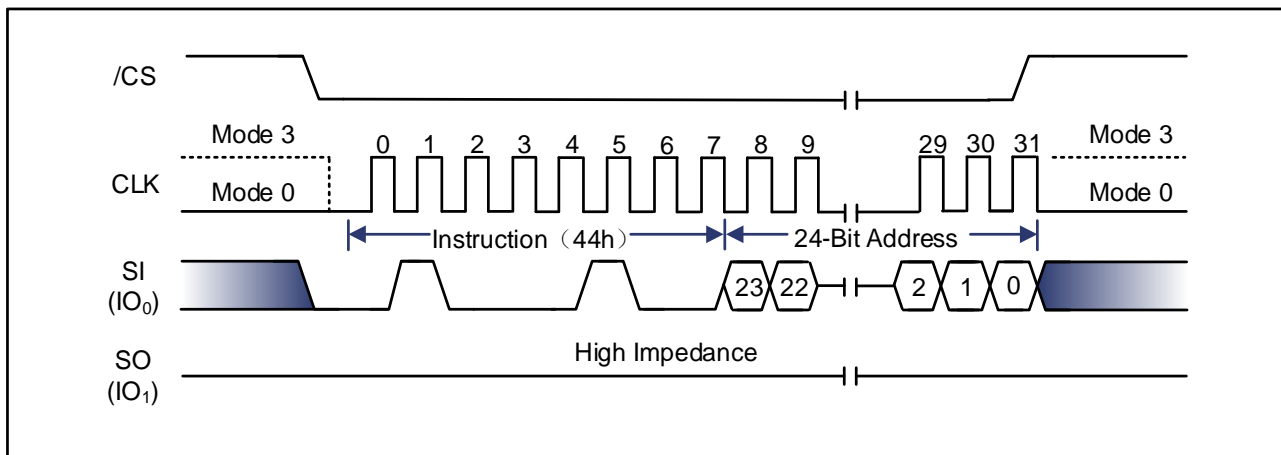 /CS
Mode 3
0 1 2 3 4 5 6 7 8 9 29 30 31
Mode 3
CLK
Mode 0
Mode 0
Instruction（44h）
24-Bit Address
SI
(IO₀)
23 22 2 1 0
High Impedance
SO
(IO₁)